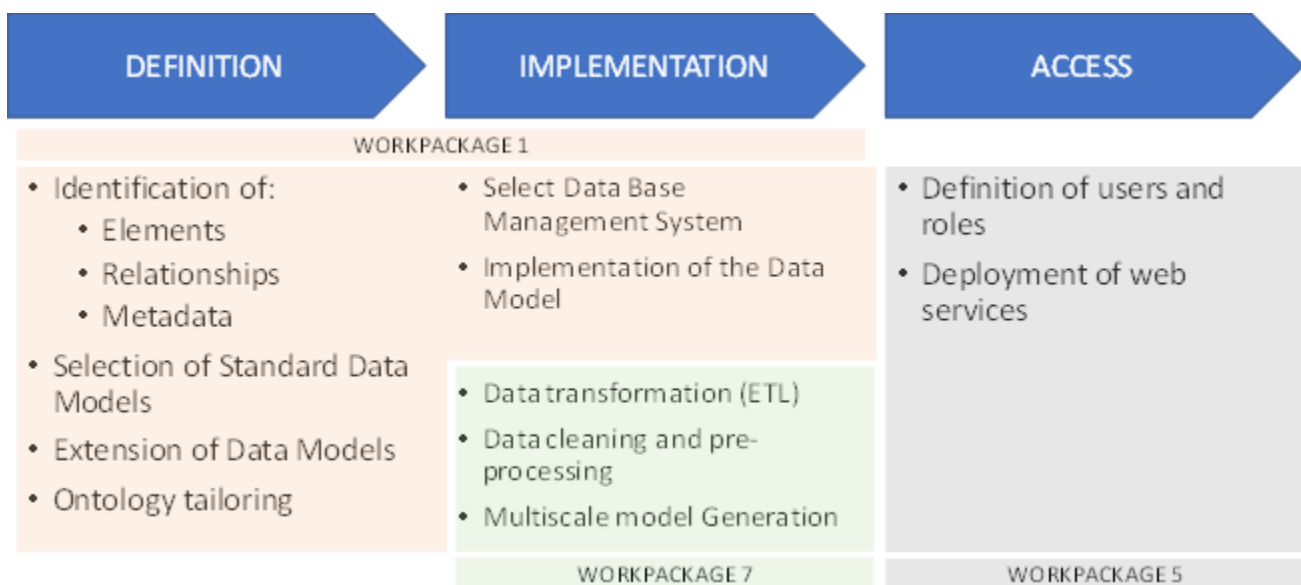 DEFINITION
IMPLEMENTATION
ACCESS
WORKPACKAGE 1
• Identification of:
• Elements
• Relationships
• Metadata
• Selection of Standard Data
Models
• Extension of Data Models
• Ontology tailoring
• Select Data Base
Management System
• Implementation of the Data
Model
• Data transformation (ETL)
• Data cleaning and pre-
processing
• Multiscale model Generation
WORKPACKAGE 7
• Definition of users and
roles
• Deployment of web
services
WORKPACKAGE 5